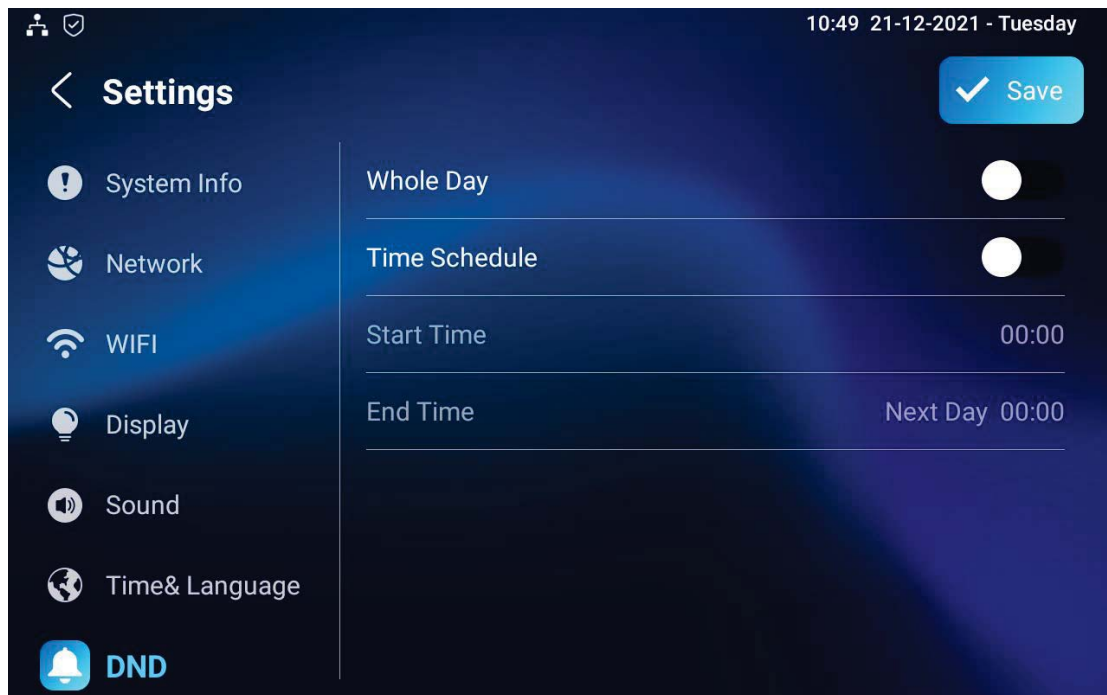 10:49 21-12-2021 - Tuesday
Settings
Save
System Info
Network
WIFI
Display
Sound
Time& Language
DND
Whole Day
Time Schedule
Start Time 00:00
End Time Next Day 00:00